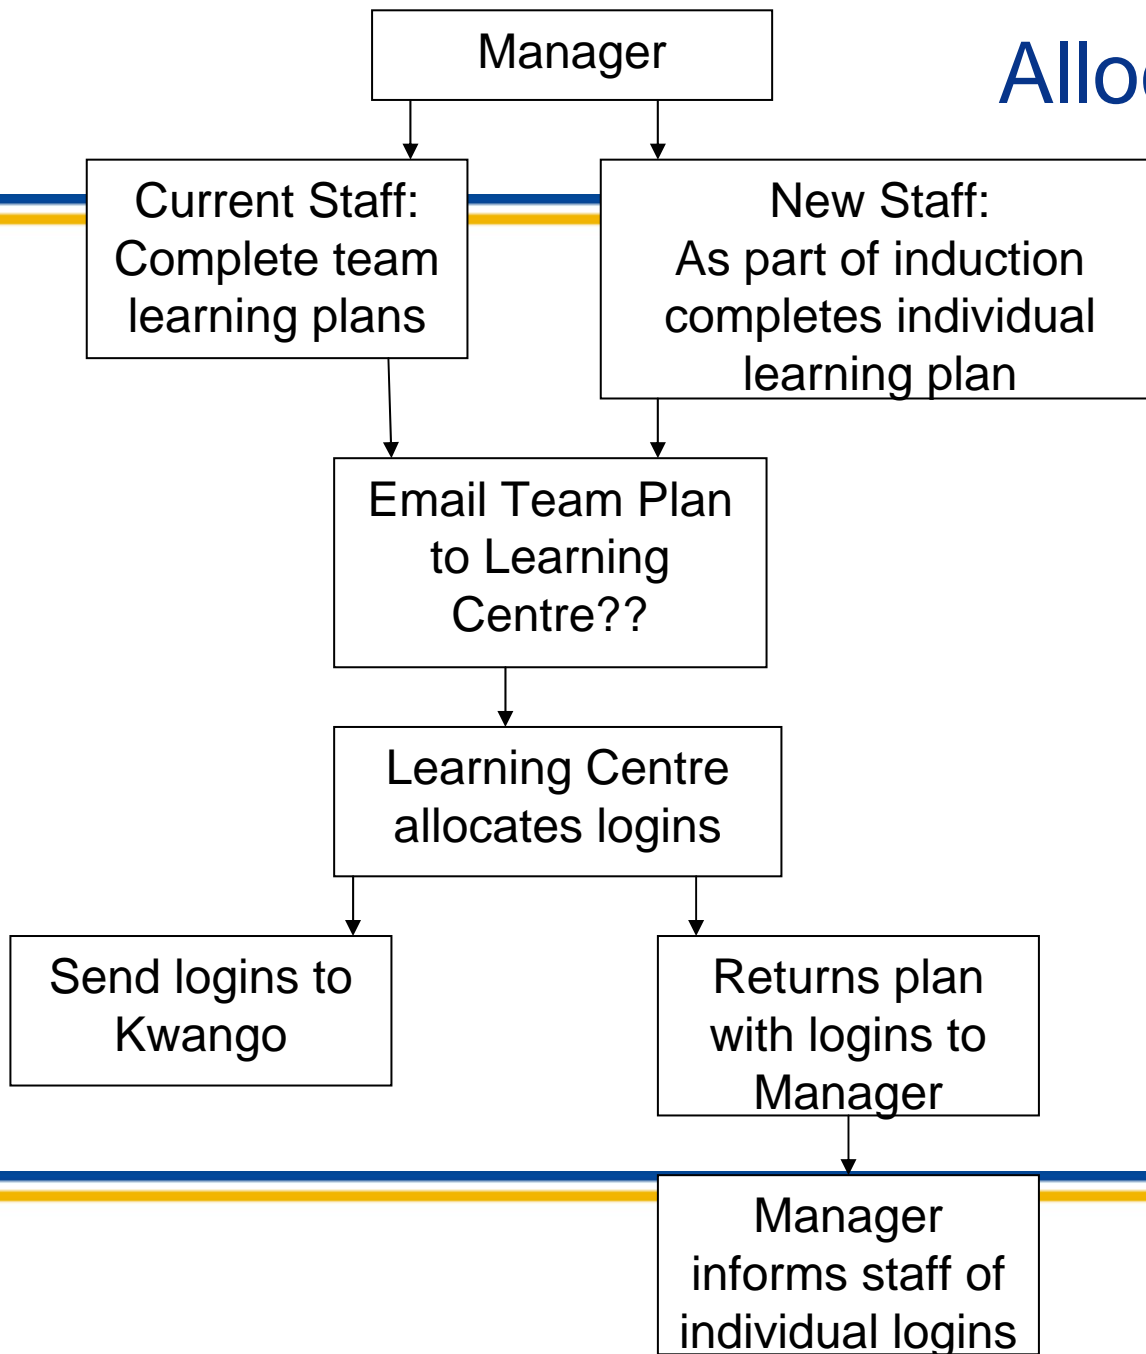 Manager
Current Staff:
Complete team
learning plans
New Staff:
As part of induction
completes individual
learning plan
Email Team Plan
to Learning
Centre??
Learning Centre
allocates logins
Send logins to
Kwango
Returns plan
with logins to
Manager
Manager
informs staff of
individual logins